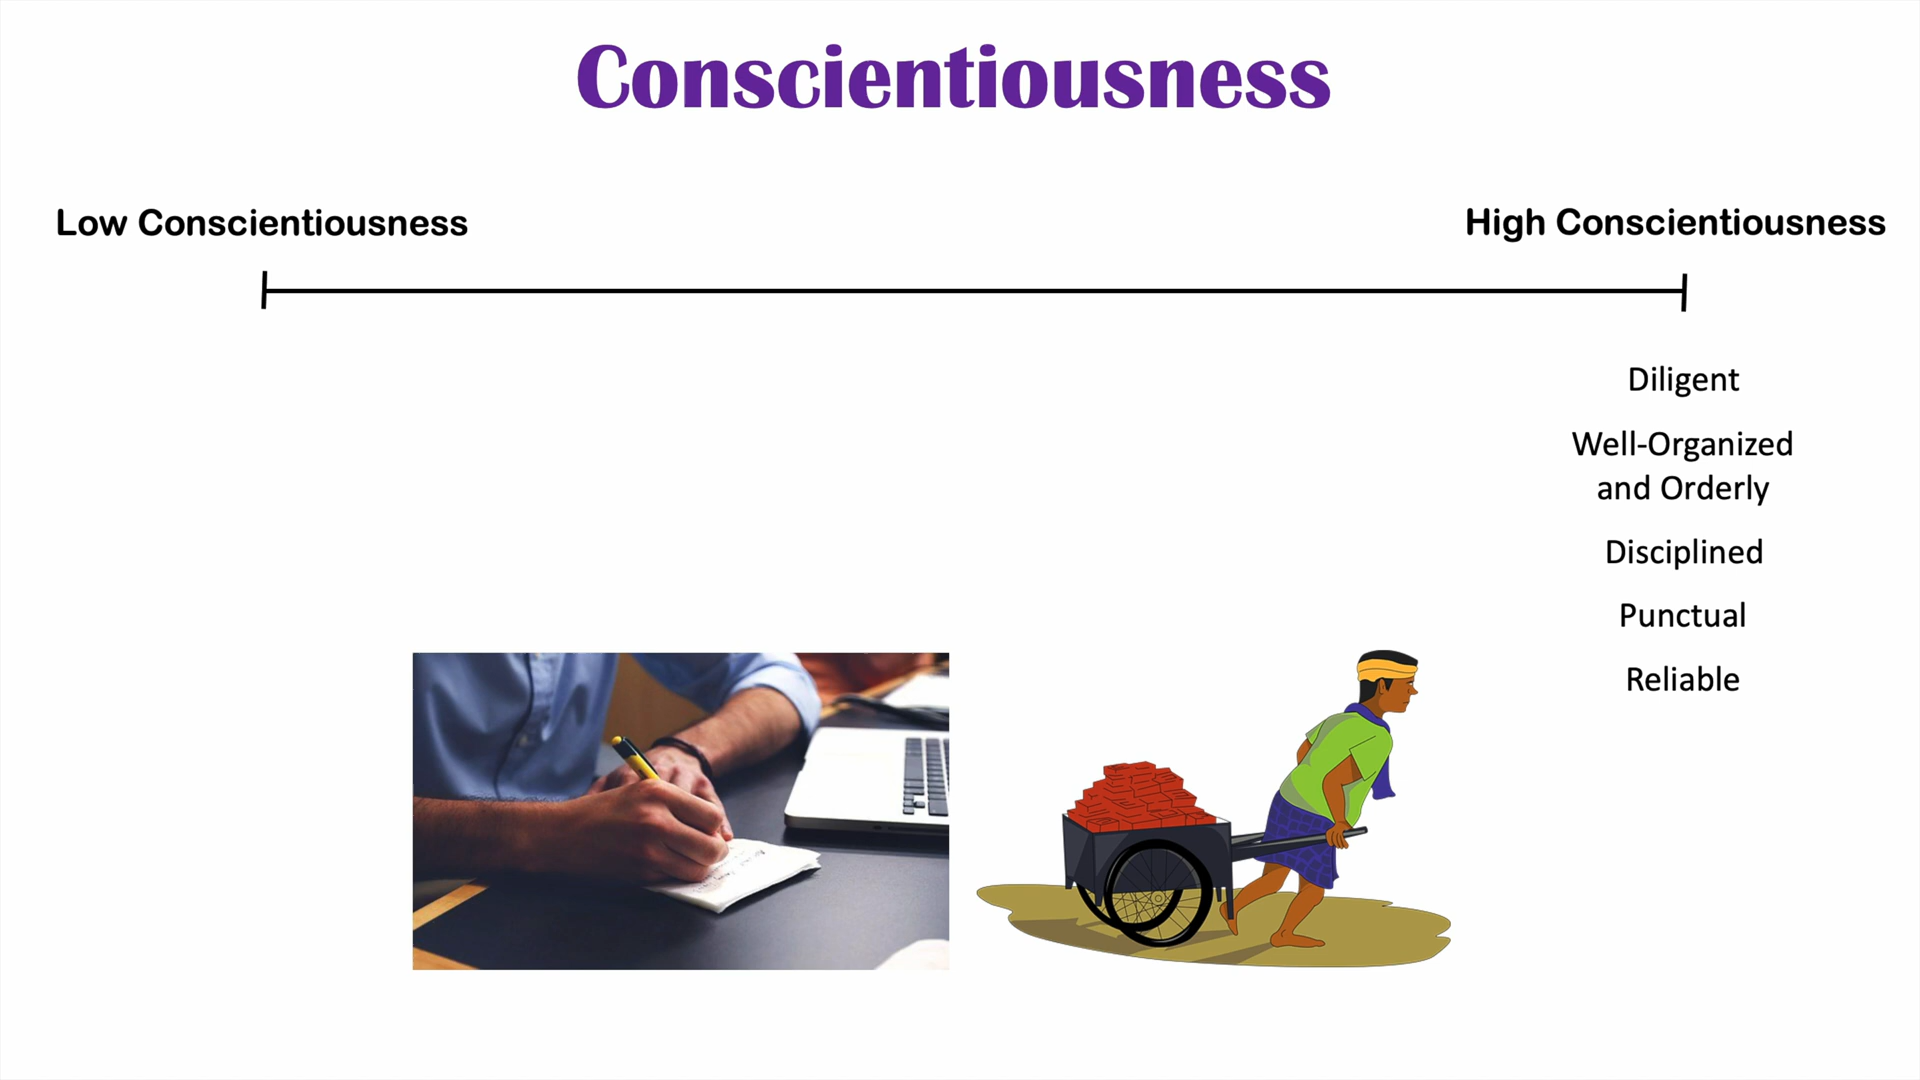 Conscientiousness
Low Conscientiousness
High Conscientiousness
Diligent
Well-Organized
and Orderly
Disciplined
Punctual
Reliable